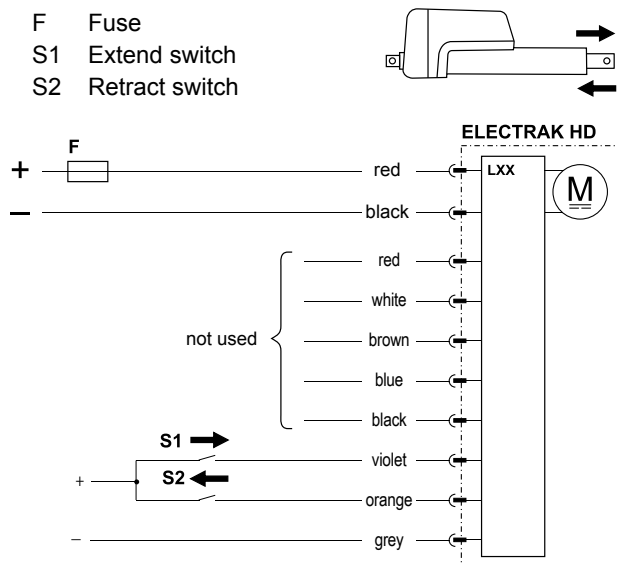 F Fuse
S1 Extend switch
S2 Retract switch
ELECTRAK HD
F
+ red LXX
M
− black
red
white
not used brown
blue
black
S1 violet
+ S2
orange
− grey